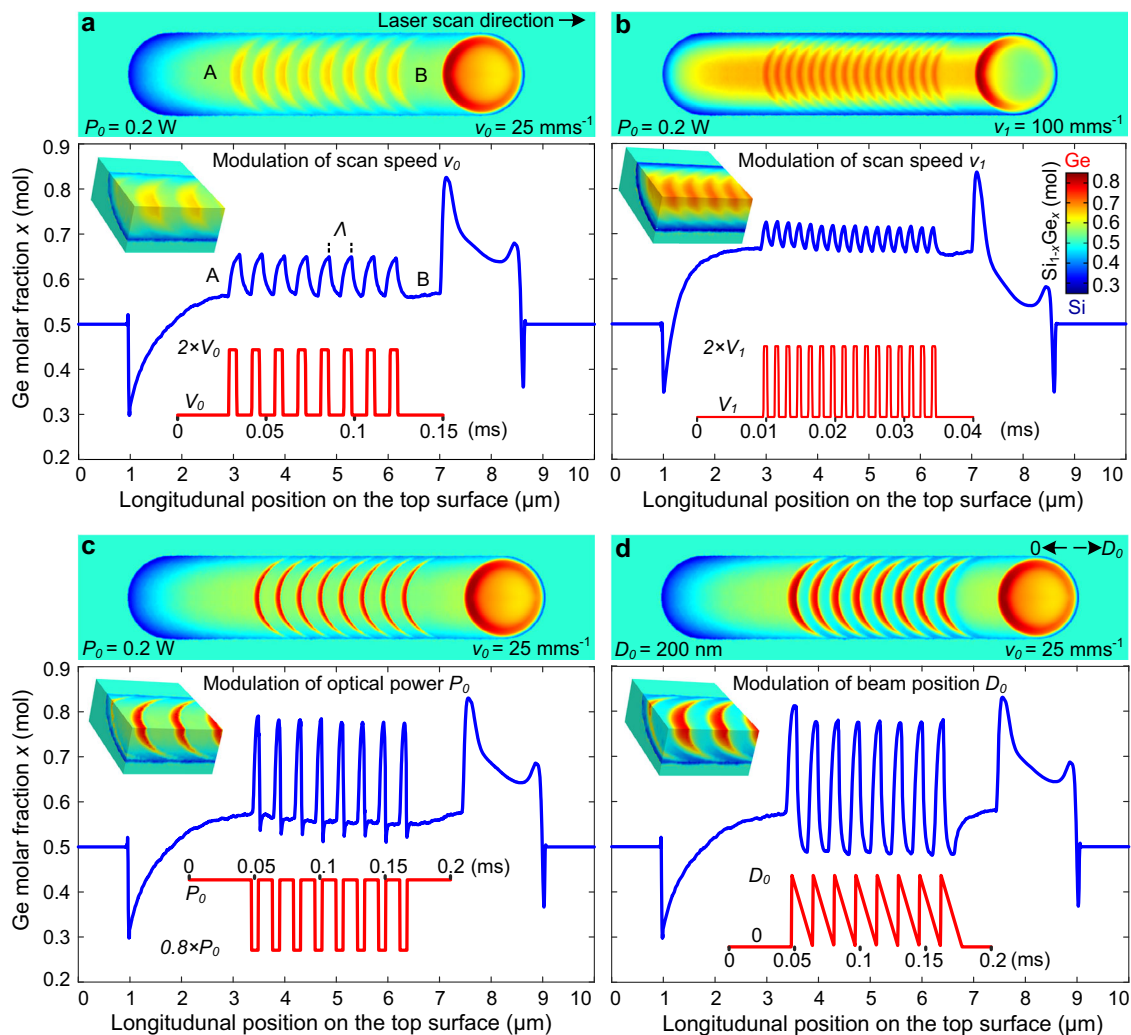 a
Laser scan direction
A
B
P0 = 0.2 W
v0 = 25 mms-1
0.9
0.8
0.7
0.6
0.5
0.4
0.3
0.2
Ge molar fraction x (mol)
Modulation of scan speed v0
Λ
A
B
2×V0
V0
0
0.05
0.1
0.15
(ms)
0 1 2 3 4 5 6 7 8 9 10
Longitudunal position on the top surface (μm)
b
P0 = 0.2 W
v1 = 100 mms-1
Modulation of scan speed v1
Ge
0.8
0.7
0.6
0.5
0.4
0.3
Si1-xGex (mol)
Si
2×V1
V1
0
0.01
0.02
0.03
0.04
(ms)
0 1 2 3 4 5 6 7 8 9 10
Longitudunal position on the top surface (μm)
c
P0 = 0.2 W
v0 = 25 mms-1
0.9
0.8
0.7
0.6
0.5
0.4
0.3
0.2
Ge molar fraction x (mol)
Modulation of optical power P0
0
0.05
0.1
0.15
0.2
(ms)
P0
0.8×P0
0 1 2 3 4 5 6 7 8 9 10
Longitudunal position on the top surface (μm)
d
0
D0
D0 = 200 nm
v0 = 25 mms-1
Modulation of beam position D0
D0
0
0
0.05
0.1
0.15
0.2
(ms)
0 1 2 3 4 5 6 7 8 9 10
Longitudunal position on the top surface (μm)